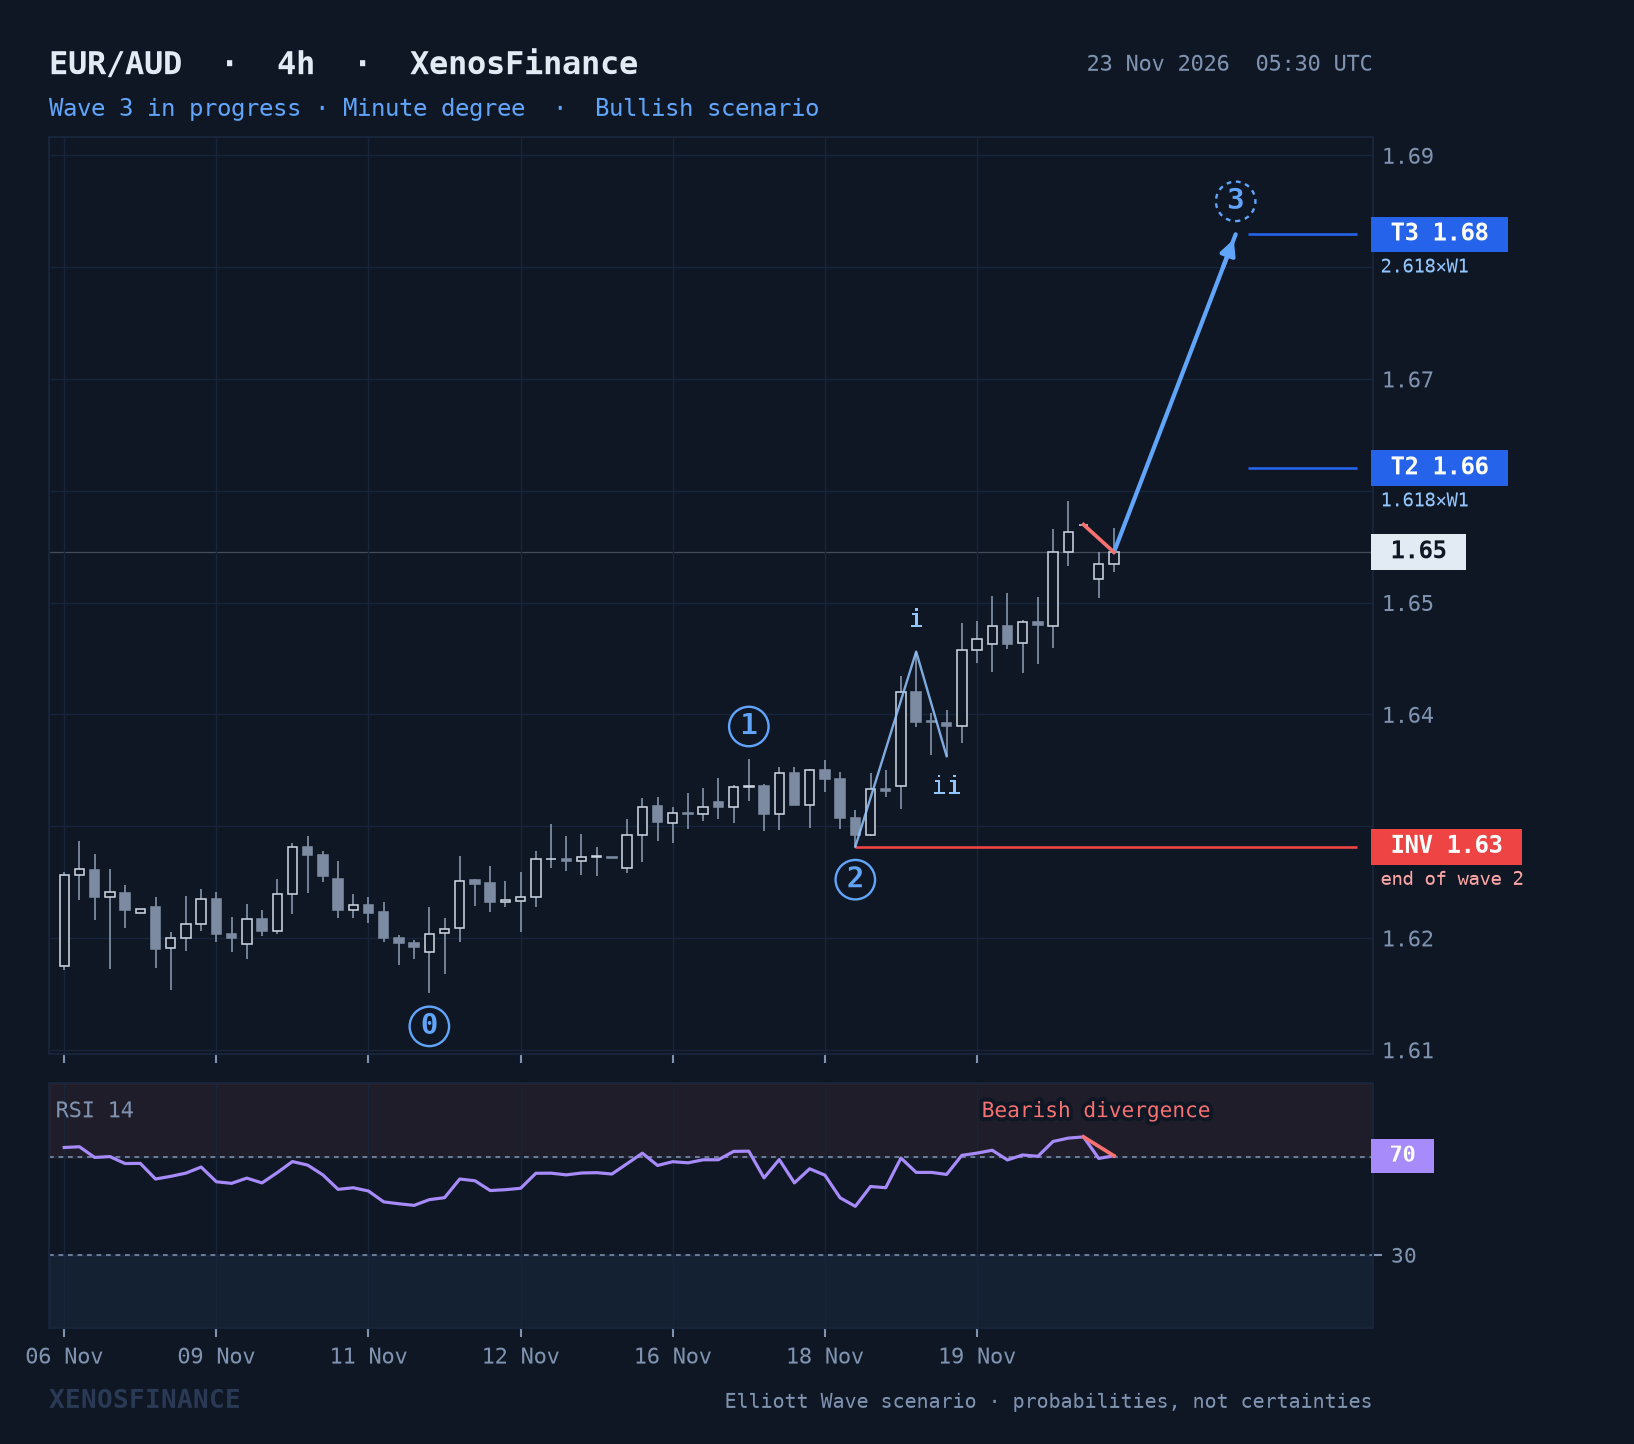 EUR/AUD · 4h · XenosFinance
23 Nov 2026 05:30 UTC
Wave 3 in progress · Minute degree · Bullish scenario
1.69
3
T3 1.68
2.618×W1
1.67
T2 1.66
1.618×W1
1.65
1.65
i
1
1.64
ii
INV 1.63
2
end of wave 2
1.62
0
1.61
RSI 14
Bearish divergence
70
30
06 Nov 09 Nov 11 Nov 12 Nov 16 Nov 18 Nov 19 Nov
XENOSFINANCE
Elliott Wave scenario · probabilities, not certainties